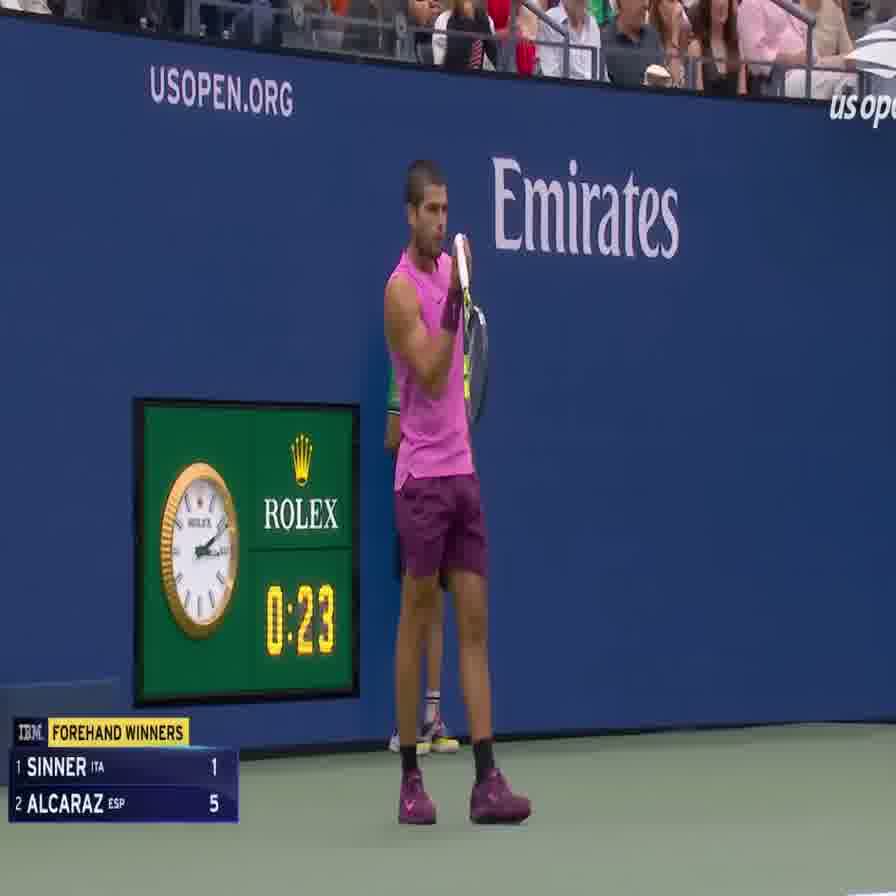 USOPEN.ORG
us ope
Emirates
ROLEX
ROLEX
0:23
IBM FOREHAND WINNERS
1 SINNER ITA 1
2 ALCARAZ ESP 5